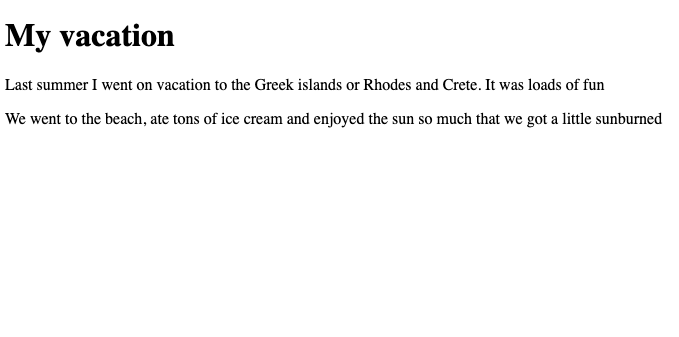 My vacation
Last summer I went on vacation to the Greek islands or Rhodes and Crete. It was loads of fun
We went to the beach, ate tons of ice cream and enjoyed the sun so much that we got a little sunburned